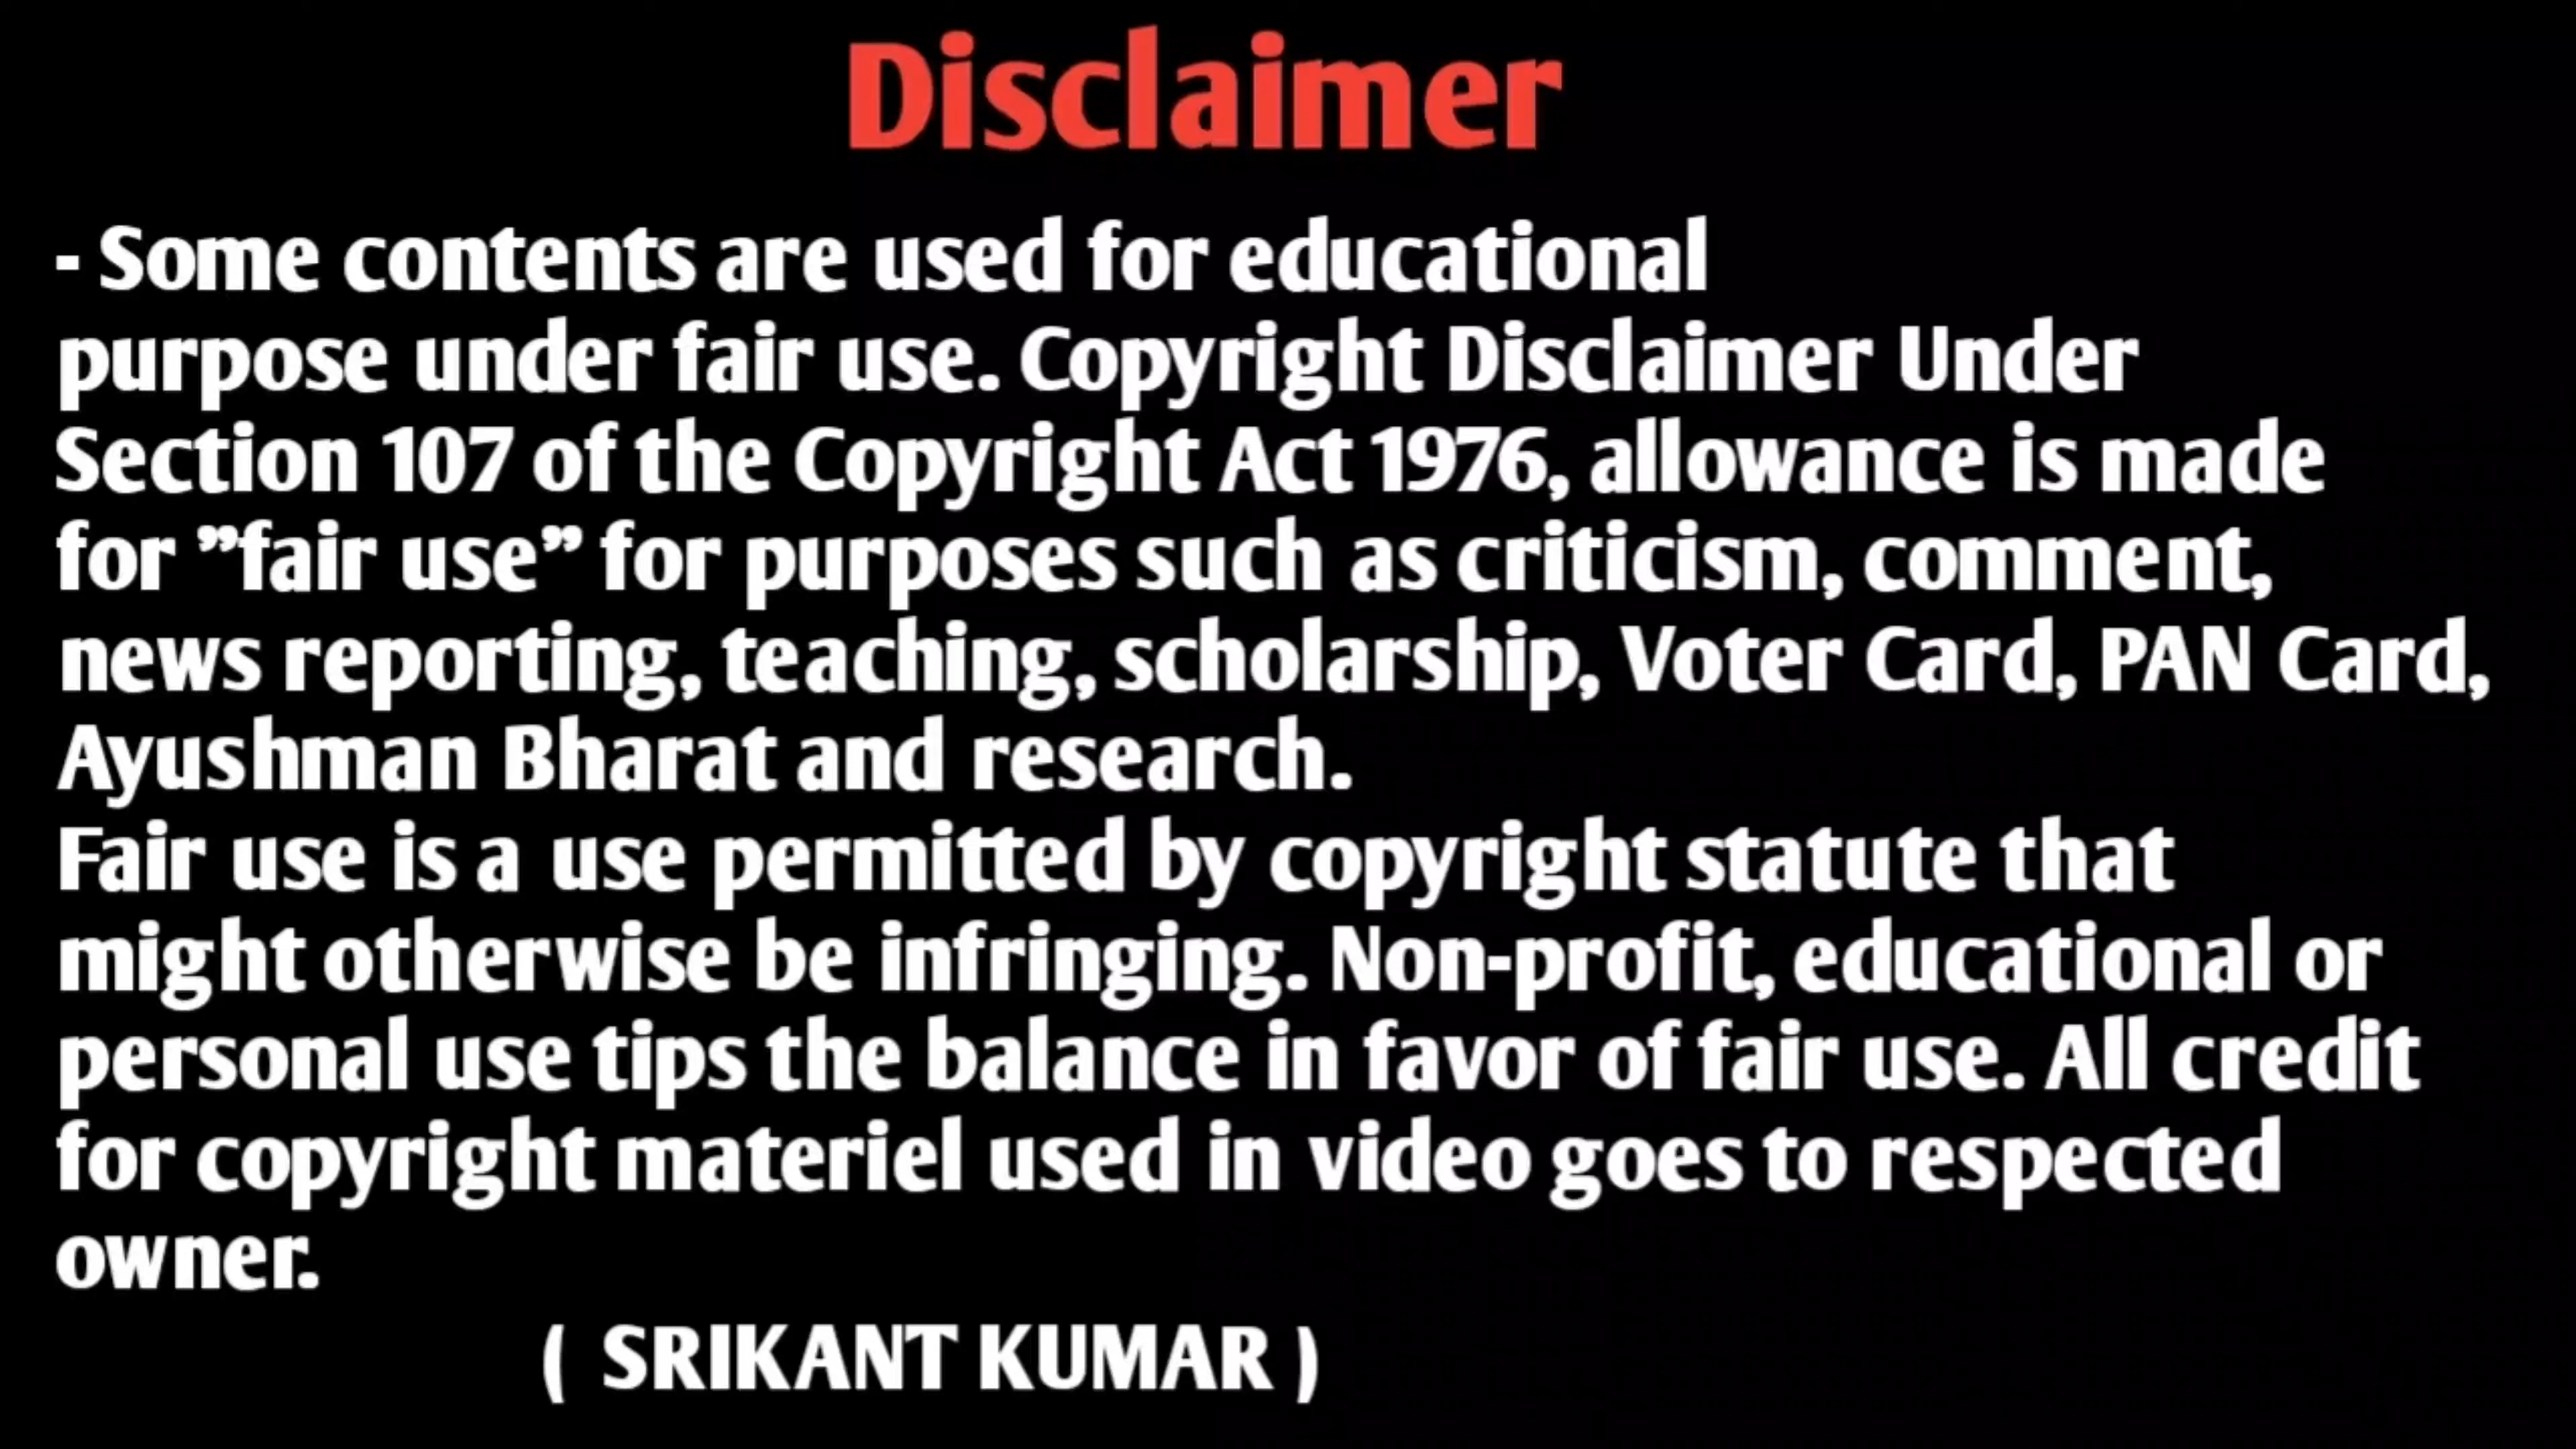 Disclaimer
- Some contents are used for educational
purpose under fair use. Copyright Disclaimer Under
Section 107 of the Copyright Act 1976, allowance is made
for ”fair use” for purposes such as criticism, comment,
news reporting, teaching, scholarship, Voter Card, PAN Card,
Ayushman Bharat and research.
Fair use is a use permitted by copyright statute that
might otherwise be infringing. Non-profit, educational or
personal use tips the balance in favor of fair use. All credit
for copyright materiel used in video goes to respected
owner.
( SRIKANT KUMAR )